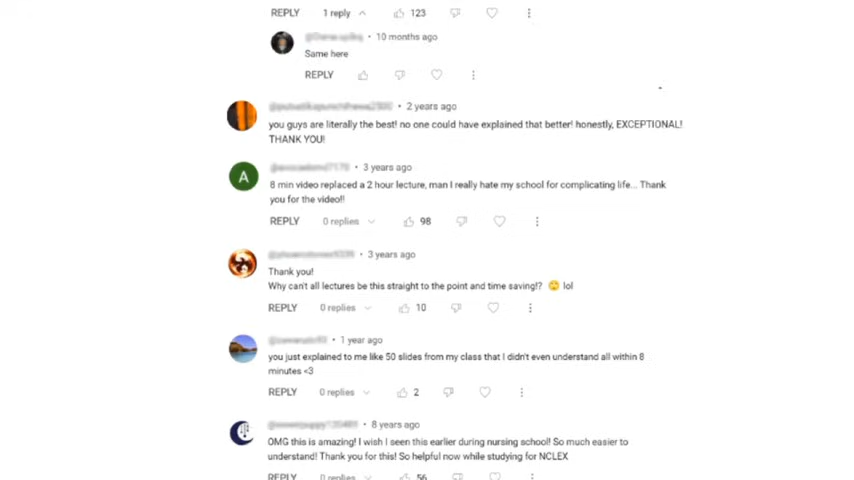 REPLY 1 reply 123
10 months ago
Same here
REPLY
• 2 years ago
you guys are literally the best! no one could have explained that better! honestly, EXCEPTIONAL!
THANK YOU!
A
• 3 years ago
8 min video replaced a 2 hour lecture, man I really hate my school for complicating life... Thank
you for the video!!
REPLY 0 replies 98
• 3 years ago
Thank you!
Why can't all lectures be this straight to the point and time saving!? 🙄 lol
REPLY 0 replies 10
• 1 year ago
you just explained to me like 50 slides from my class that I didn't even understand all within 8
minutes <3
REPLY 0 replies 2
• 8 years ago
OMG this is amazing! I wish I seen this earlier during nursing school! So much easier to
understand! Thank you for this! So helpful now while studying for NCLEX
REPLY 0 replies 56